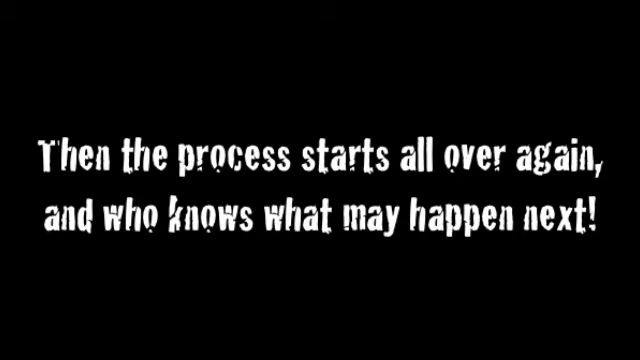 Then the process starts all over again,
and who knows what may happen next!